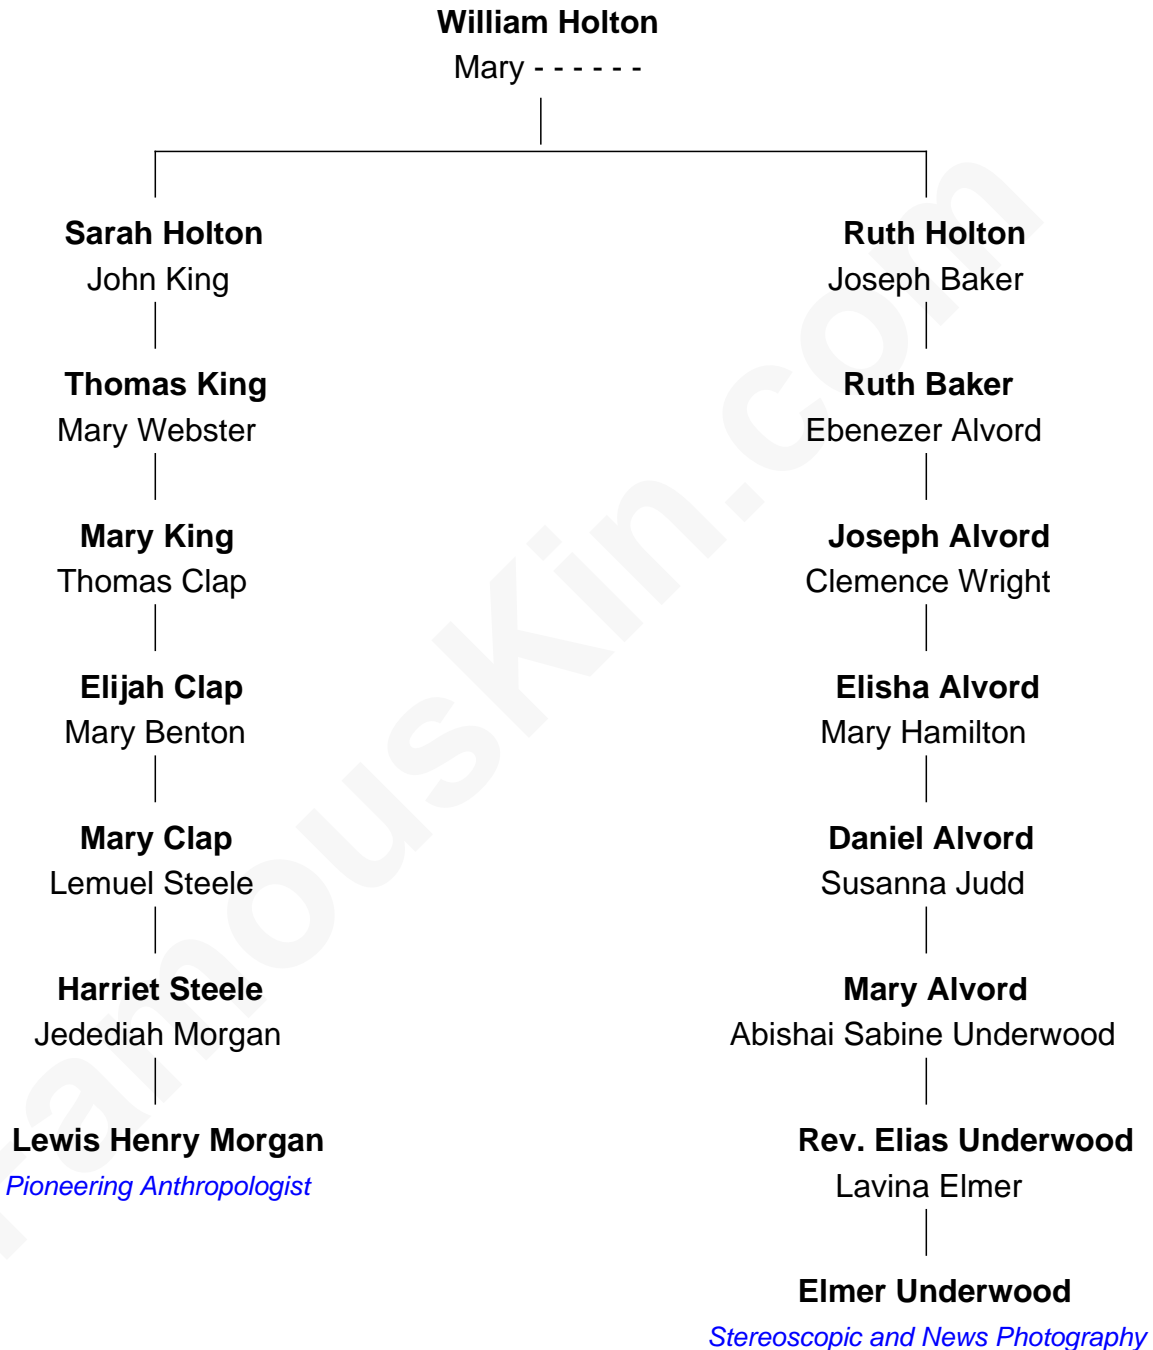 William Holton
Mary - - - - - -
Sarah Holton
John King
Thomas King
Mary Webster
Mary King
Thomas Clap
Elijah Clap
Mary Benton
Mary Clap
Lemuel Steele
Harriet Steele
Jedediah Morgan
Lewis Henry Morgan
Pioneering Anthropologist
Ruth Holton
Joseph Baker
Ruth Baker
Ebenezer Alvord
Joseph Alvord
Clemence Wright
Elisha Alvord
Mary Hamilton
Daniel Alvord
Susanna Judd
Mary Alvord
Abishai Sabine Underwood
Rev. Elias Underwood
Lavina Elmer
Elmer Underwood
Stereoscopic and News Photography
FamousKin.com